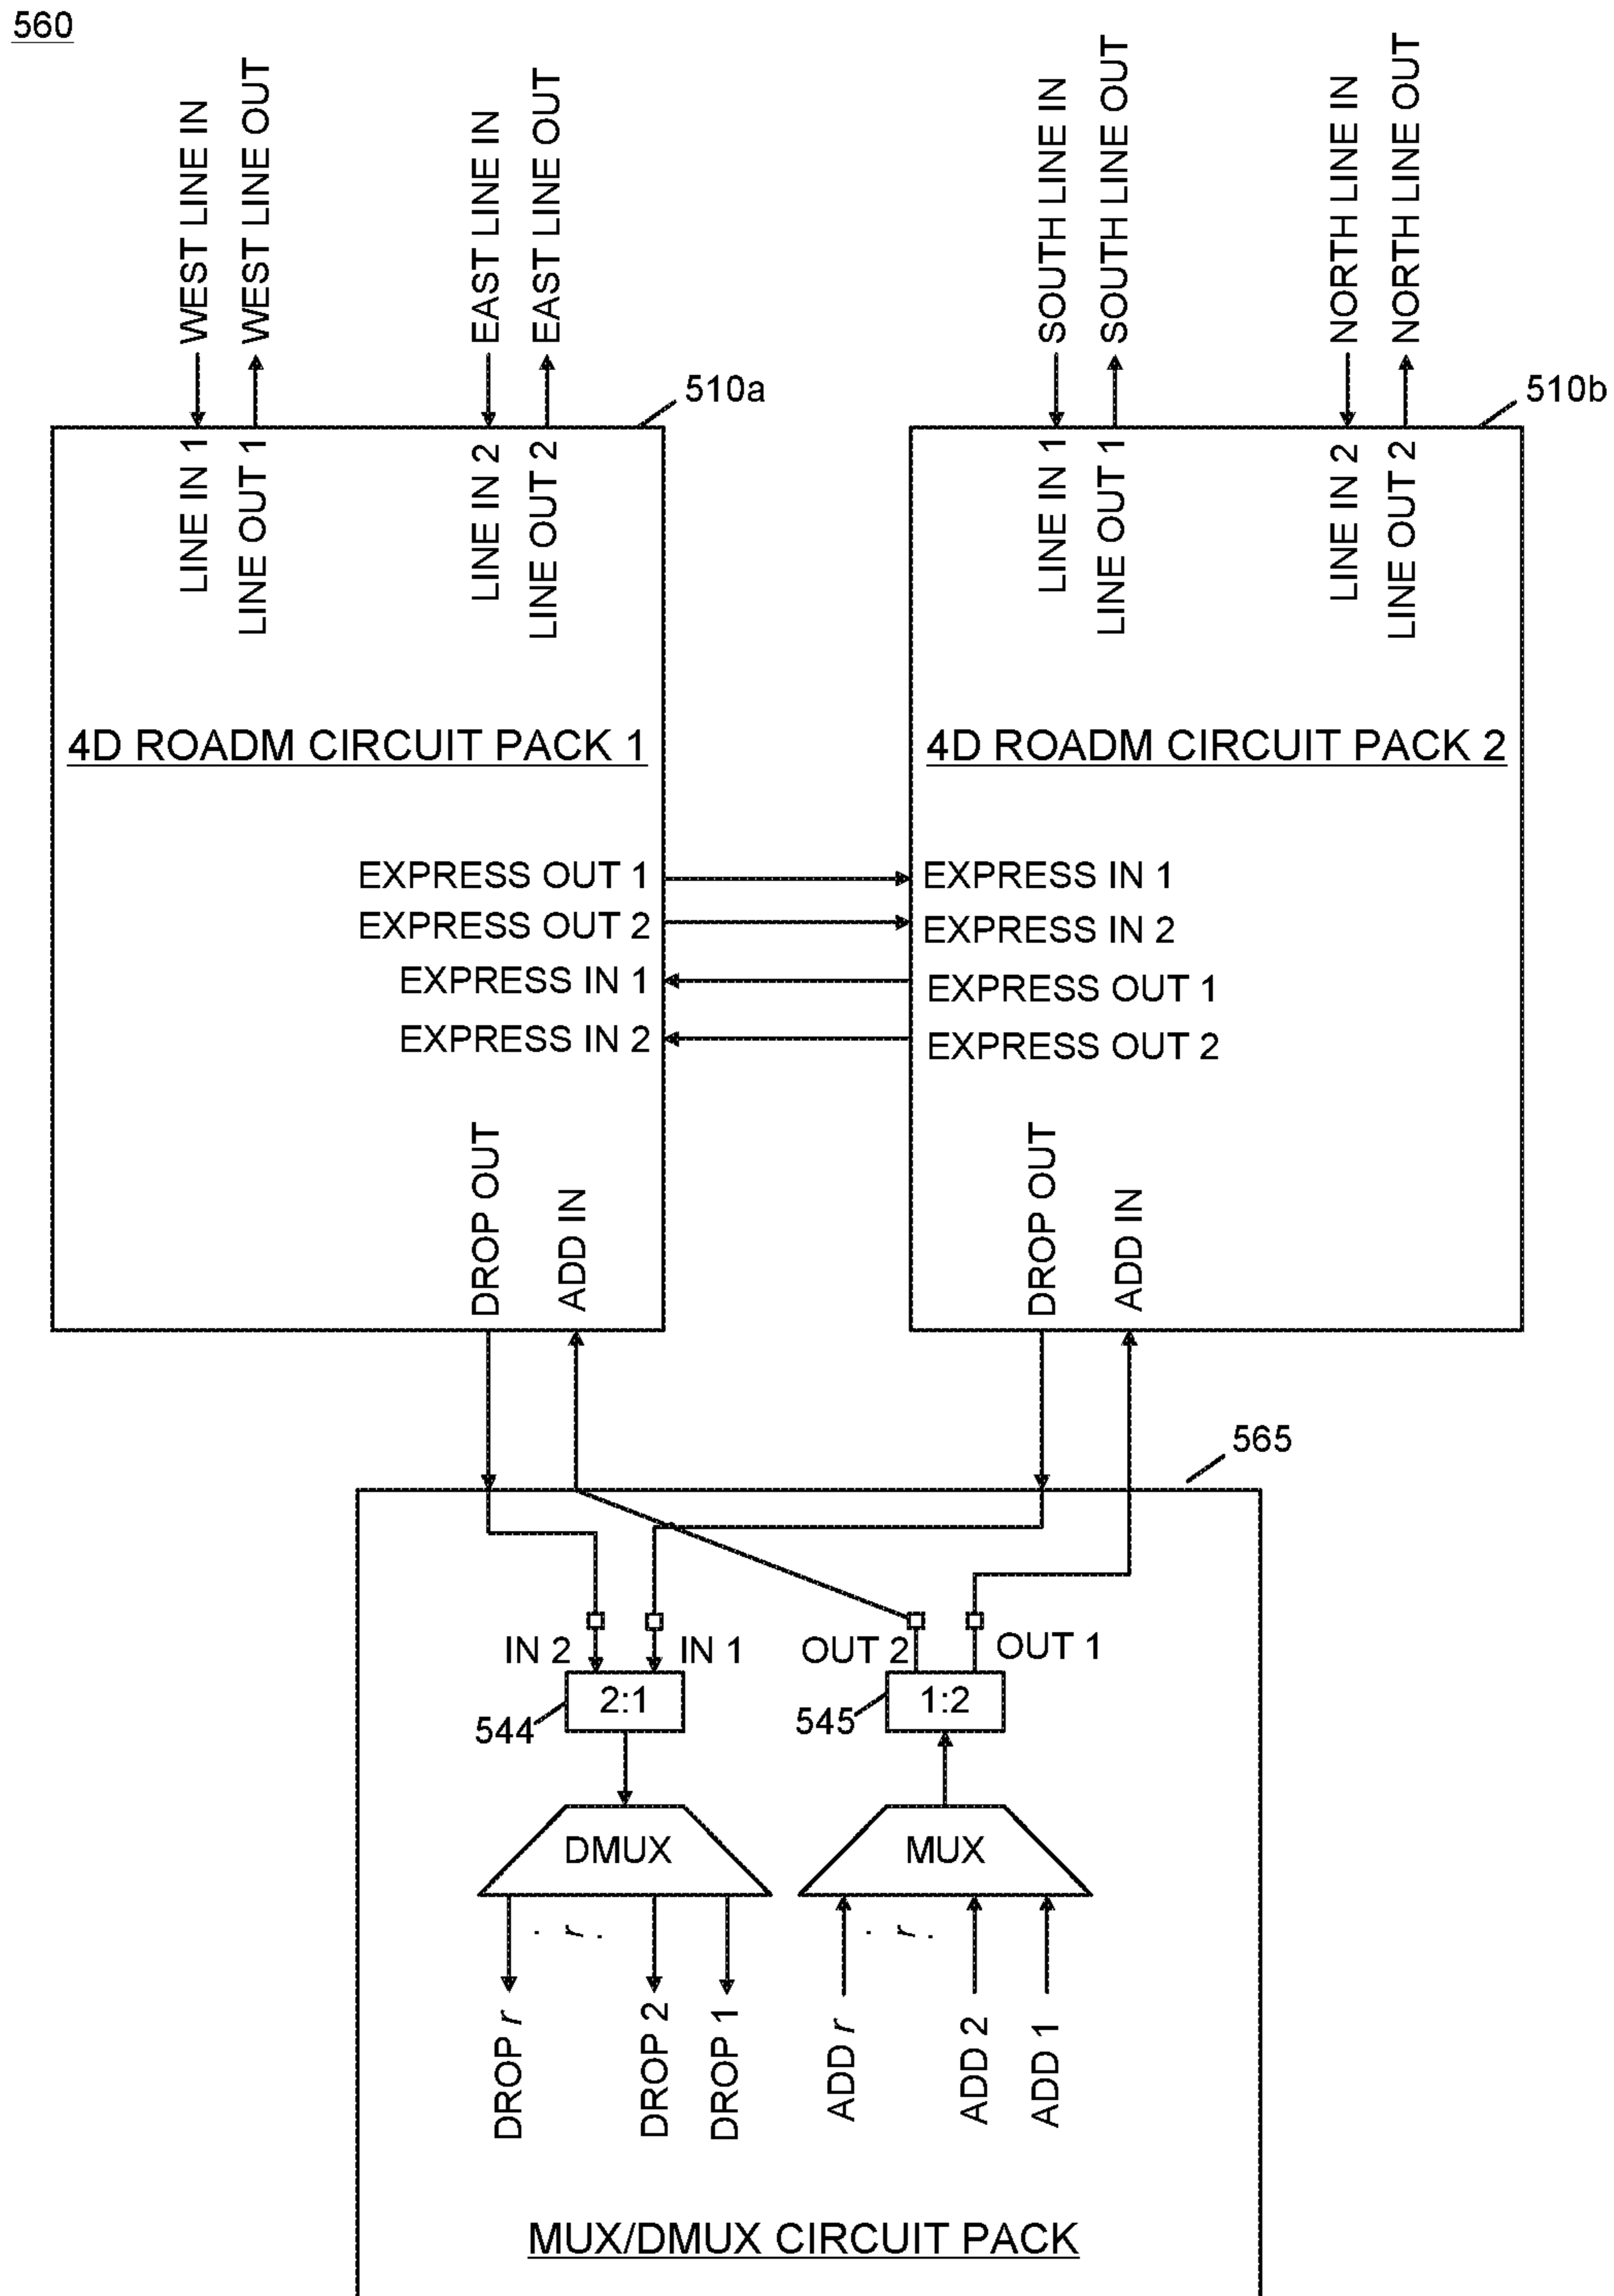 560
WEST LINE IN
WEST LINE OUT
EAST LINE IN
EAST LINE OUT
SOUTH LINE IN
SOUTH LINE OUT
NORTH LINE IN
NORTH LINE OUT
510a
510b
LINE IN 1
LINE OUT 1
LINE IN 2
LINE OUT 2
LINE IN 1
LINE OUT 1
LINE IN 2
LINE OUT 2
4D ROADM CIRCUIT PACK 1
4D ROADM CIRCUIT PACK 2
EXPRESS OUT 1
EXPRESS IN 1
EXPRESS OUT 2
EXPRESS IN 2
EXPRESS IN 1
EXPRESS OUT 1
EXPRESS IN 2
EXPRESS OUT 2
DROP OUT
ADD IN
DROP OUT
ADD IN
565
IN 2
IN 1
OUT 2
OUT 1
2:1
1:2
544
545
DMUX
MUX
. r .
. r .
DROP r
DROP 2
DROP 1
ADD r
ADD 2
ADD 1
MUX/DMUX CIRCUIT PACK